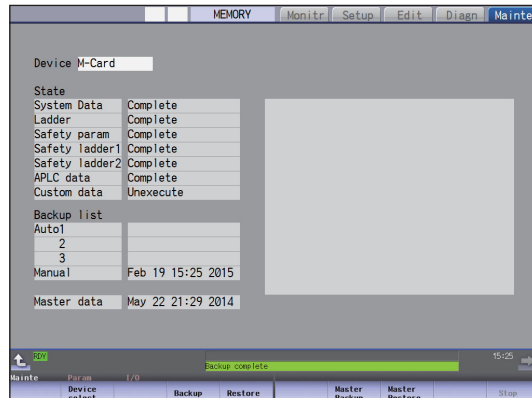 MEMORY Monitr Setup Edit Diagn Mainte
Device M-Card
State
System Data Complete
Ladder Complete
Safety param Complete
Safety ladder1 Complete
Safety ladder2 Complete
APLC data Complete
Custom data Unexecute
Backup list
Auto1
2
3
Manual Feb 19 15:25 2015
Master data May 22 21:29 2014
RDY 15:25
Backup complete
Mainte Param I/O
Device select Backup Restore Master Backup Master Restore Stop